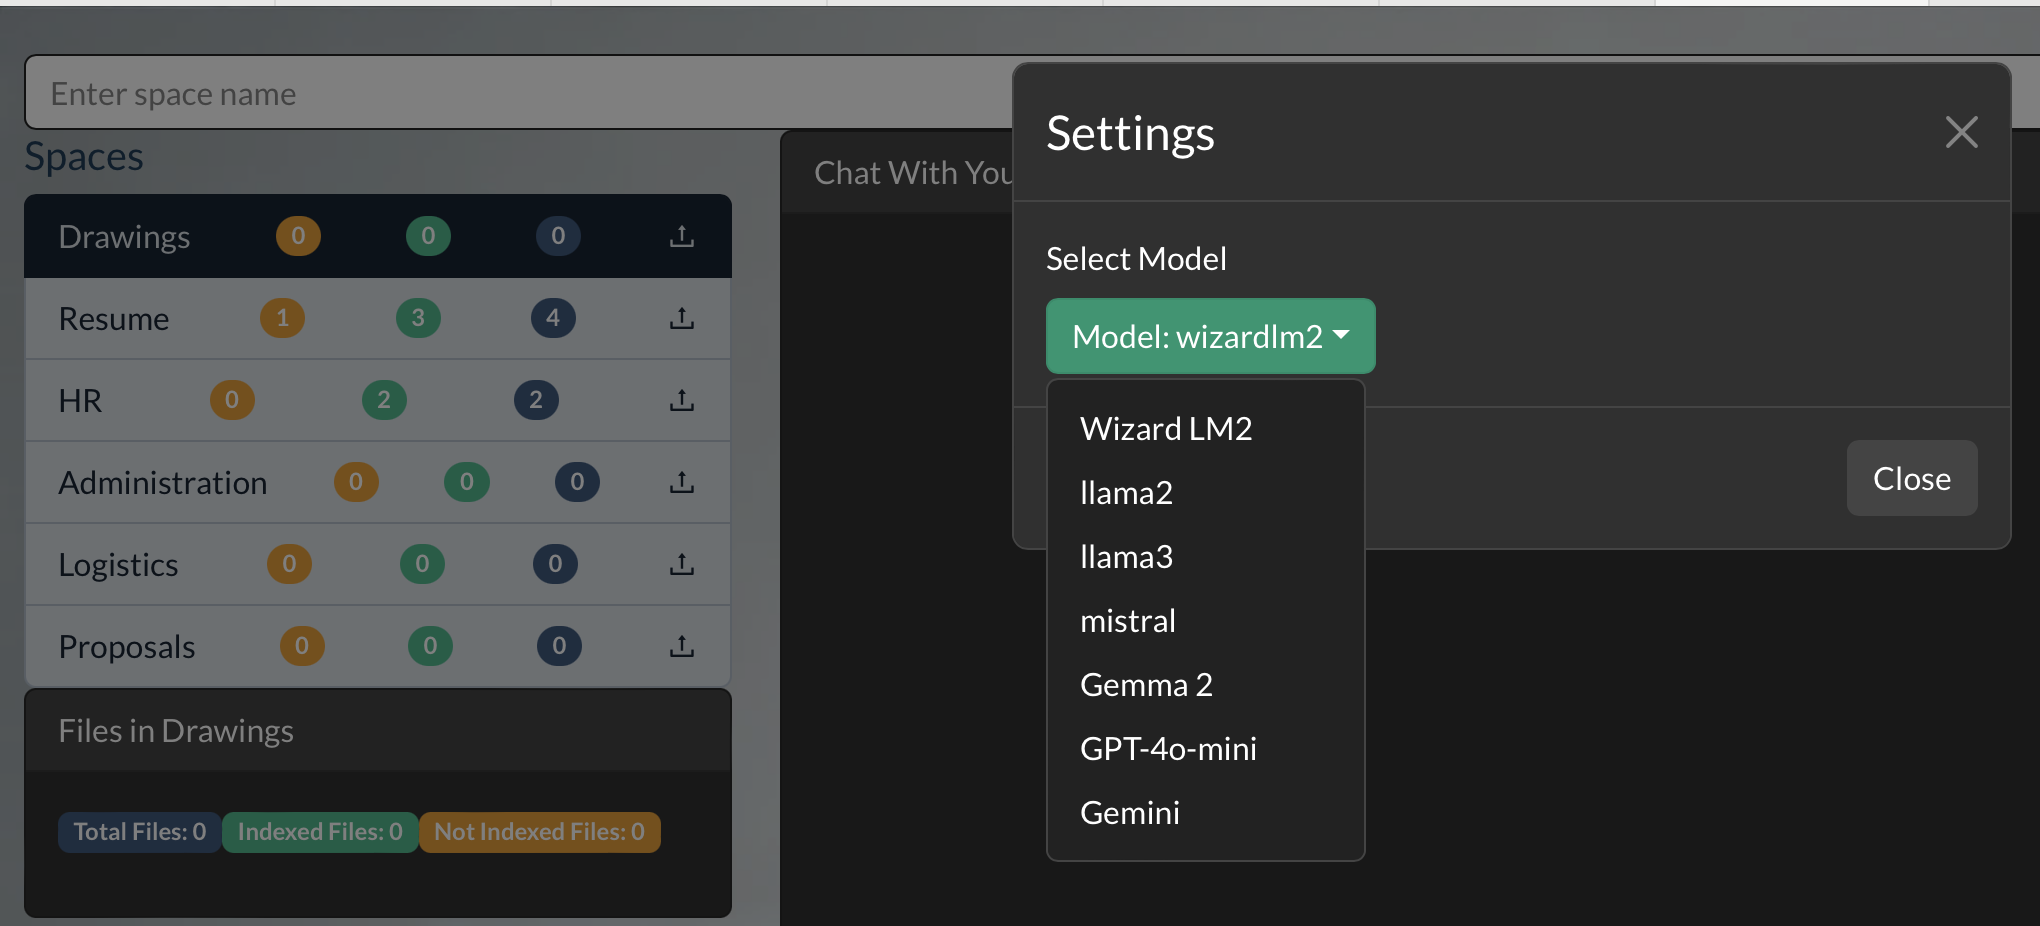 Enter space name
Spaces
Drawings 0 0 0
Resume 1 3 4
HR 0 2 2
Administration 0 0 0
Logistics 0 0 0
Proposals 0 0 0
Files in Drawings
Total Files: 0 Indexed Files: 0 Not Indexed Files: 0
Chat With You
Settings
Select Model
Model: wizardlm2
Wizard LM2
llama2
llama3
mistral
Gemma 2
GPT-4o-mini
Gemini
Close